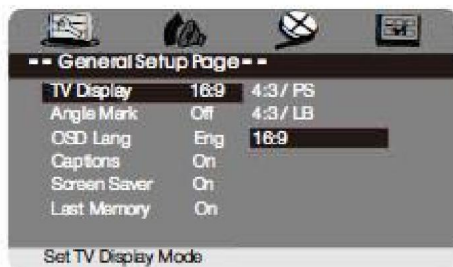 -- General Setup Page --
TV Display 16:9 4:3 / PS
Angle Mark Off 4:3 / LB
OSD Lang Eng 16:9
Captions On
Screen Saver On
Last Memory On
Set TV Display Mode